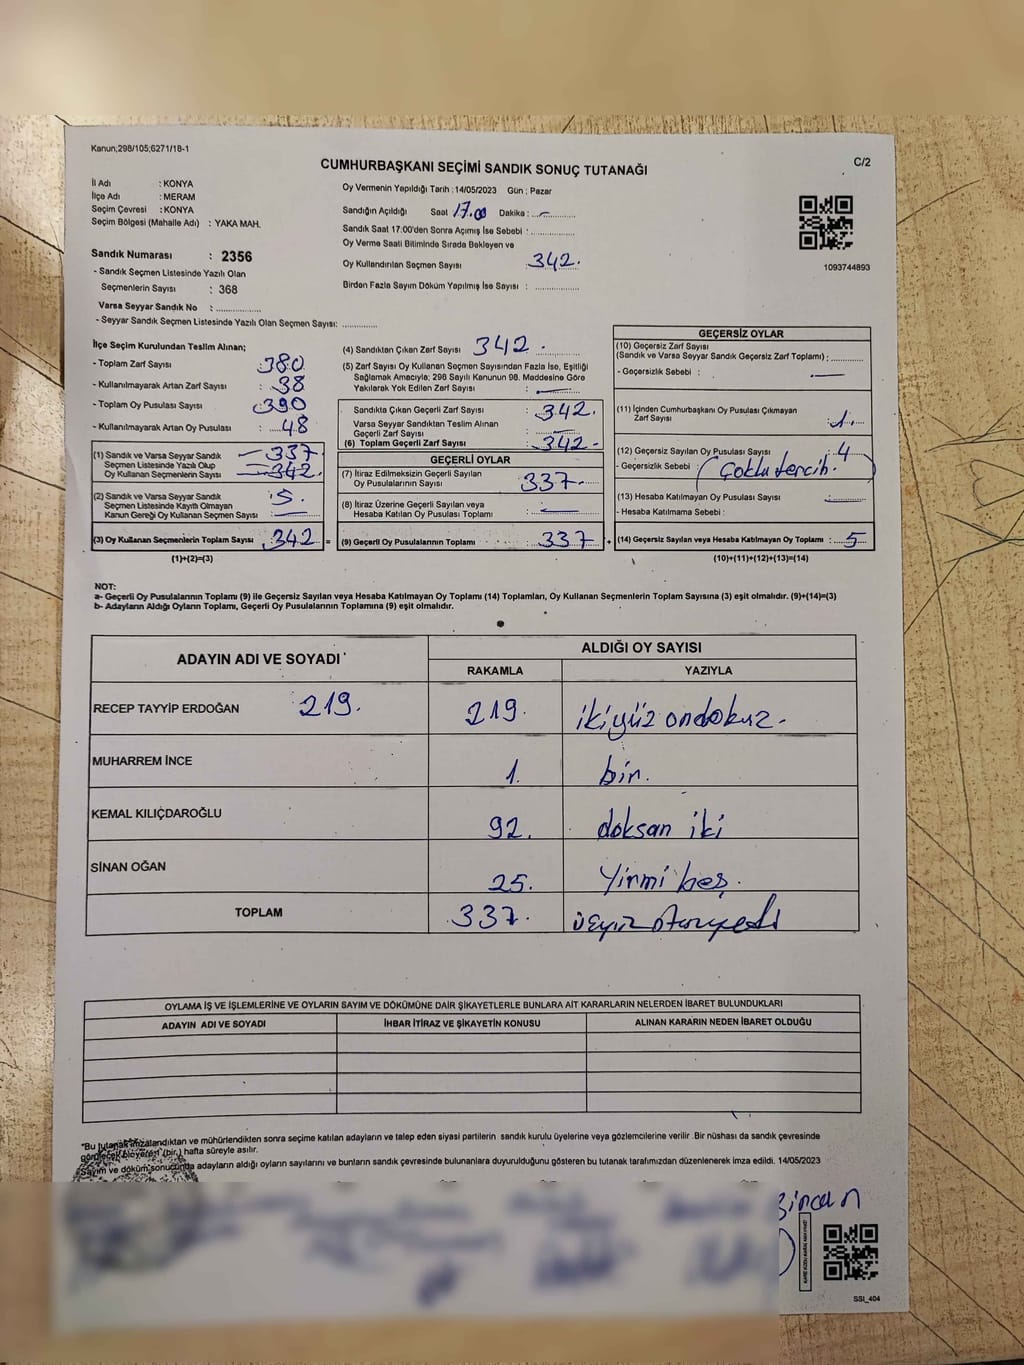 Kanun;298/105;6271/18-1
C/2
CUMHURBAŞKANI SEÇİMİ SANDIK SONUÇ TUTANAĞI
İl Adı : KONYA
İlçe Adı : MERAM
Seçim Çevresi : KONYA
Seçim Bölgesi (Mahalle Adı) : YAKA MAH.
Sandık Numarası : 2356
- Sandık Seçmen Listesinde Yazılı Olan
Seçmenlerin Sayısı : 368
Varsa Seyyar Sandık No :
- Seyyar Sandık Seçmen Listesinde Yazılı Olan Seçmen Sayısı:
Oy Vermenin Yapıldığı Tarih : 14/05/2023 Gün : Pazar
Sandığın Açıldığı Saat 17.00 Dakika : —
Sandık Saat 17:00'den Sonra Açımış İse Sebebi :
Oy Verme Saati Bitiminde Sırada Bekleyen ve
Oy Kullandırılan Seçmen Sayısı 342.
Birden Fazla Sayım Döküm Yapılmış İse Sayısı :
1093744893
İlçe Seçim Kurulundan Teslim Alınan;
- Toplam Zarf Sayısı : 380
- Kullanılmayarak Artan Zarf Sayısı : 38
- Toplam Oy Pusulası Sayısı : 390
- Kullanılmayarak Artan Oy Pusulası : 48
(1) Sandık ve Varsa Seyyar Sandık — 337
Seçmen Listesinde Yazılı Olup
Oy Kullanan Seçmenlerin Sayısı 342.
(2) Sandık ve Varsa Seyyar Sandık : 5.
Seçmen Listesinde Kayıtlı Olmayan
Kanun Gereği Oy Kullanan Seçmen Sayısı : —
(3) Oy Kullanan Seçmenlerin Toplam Sayısı : 342 =
(1)+(2)=(3)
(4) Sandıktan Çıkan Zarf Sayısı 342.
(5) Zarf Sayısı Oy Kullanan Seçmen Sayısından Fazla İse, Eşitliği
Sağlamak Amacıyla; 298 Sayılı Kanunun 98. Maddesine Göre
Yakılarak Yok Edilen Zarf Sayısı : —
Sandıkta Çıkan Geçerli Zarf Sayısı : 342.
Varsa Seyyar Sandıktan Teslim Alınan
Geçerli Zarf Sayısı : —
(6) Toplam Geçerli Zarf Sayısı : 342-
GEÇERLİ OYLAR
(7) İtiraz Edilmeksizin Geçerli Sayılan
Oy Pusulalarının Sayısı : 337-
(8) İtiraz Üzerine Geçerli Sayılan veya
Hesaba Katılan Oy Pusulası Toplamı : —
(9) Geçerli Oy Pusulalarının Toplamı : 337 +
GEÇERSİZ OYLAR
(10) Geçersiz Zarf Sayısı
(Sandık ve Varsa Seyyar Sandık Geçersiz Zarf Toplamı) :
- Geçersizlik Sebebi : —
(11) İçinden Cumhurbaşkanı Oy Pusulası Çıkmayan
Zarf Sayısı : 1.
(12) Geçersiz Sayılan Oy Pusulası Sayısı : 4
- Geçersizlik Sebebi : (Çoklu tercih.)
(13) Hesaba Katılmayan Oy Pusulası Sayısı : —
- Hesaba Katılmama Sebebi :
(14) Geçersiz Sayılan veya Hesaba Katılmayan Oy Toplamı : 5
(10)+(11)+(12)+(13)=(14)
NOT:
a- Geçerli Oy Pusulalarının Toplamı (9) ile Geçersiz Sayılan veya Hesaba Katılmayan Oy Toplamı (14) Toplamları, Oy Kullanan Seçmenlerin Toplam Sayısına (3) eşit olmalıdır. (9)+(14)=(3)
b- Adayların Aldığı Oyların Toplamı, Geçerli Oy Pusulalarının Toplamına (9) eşit olmalıdır.
ADAYIN ADI VE SOYADI
ALDIĞI OY SAYISI
RAKAMLA YAZIYLA
RECEP TAYYİP ERDOĞAN 219. 219. ikiyüz ondokuz.
MUHARREM İNCE 1. bir.
KEMAL KILIÇDAROĞLU 92. doksan iki
SİNAN OĞAN 25. Yirmi beş.
TOPLAM 337. üçyüz otuzyedi
OYLAMA İŞ VE İŞLEMLERİNE VE OYLARIN SAYIM VE DÖKÜMÜNE DAİR ŞİKAYETLERLE BUNLARA AİT KARARLARIN NELERDEN İBARET BULUNDUKLARI
ADAYIN ADI VE SOYADI İHBAR İTİRAZ VE ŞİKAYETİN KONUSU ALINAN KARARIN NEDEN İBARET OLDUĞU
"Bu tutanak imzalandıktan ve mühürlendikten sonra seçime katılan adayların ve talep eden siyasi partilerin sandık kurulu üyelerine veya gözlemcilerine verilir. Bir nüshası da sandık çevresinde
görülecek bir yere (bir) hafta süreyle asılır.
Sayım ve döküm sonucunda adayların aldığı oyların sayılarını ve bunların sandık çevresinde bulunanlara duyurulduğunu gösteren bu tutanak tarafımızdan düzenlenerek imza edildi. 14/05/2023
SSI_404